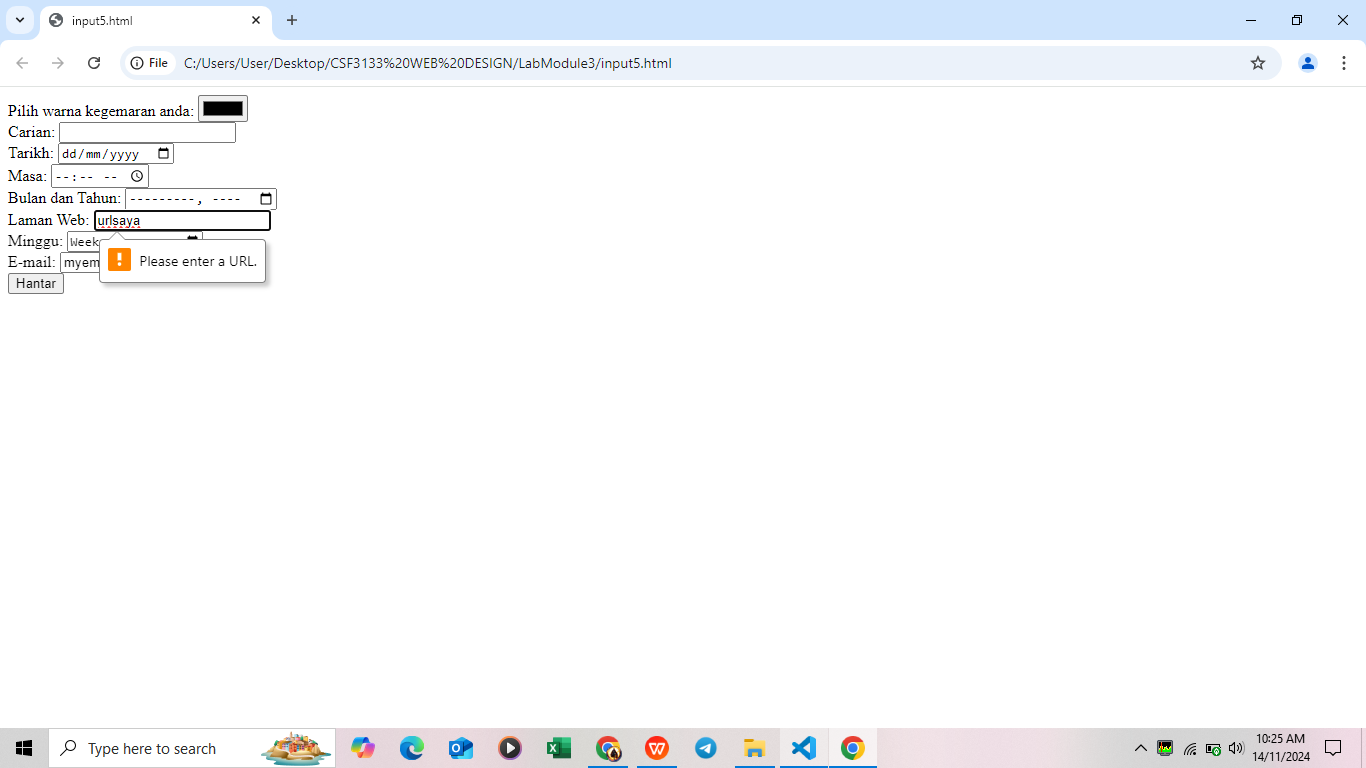 input5.html
File C:/Users/User/Desktop/CSF3133%20WEB%20DESIGN/LabModule3/input5.html
Pilih warna kegemaran anda:
Carian:
Tarikh: dd/mm/yyyy
Masa: --:-- --
Bulan dan Tahun: ---------, ----
Laman Web: urlsaya
Minggu: Week
E-mail: myem
Please enter a URL.
Hantar
Type here to search
10:25 AM
14/11/2024